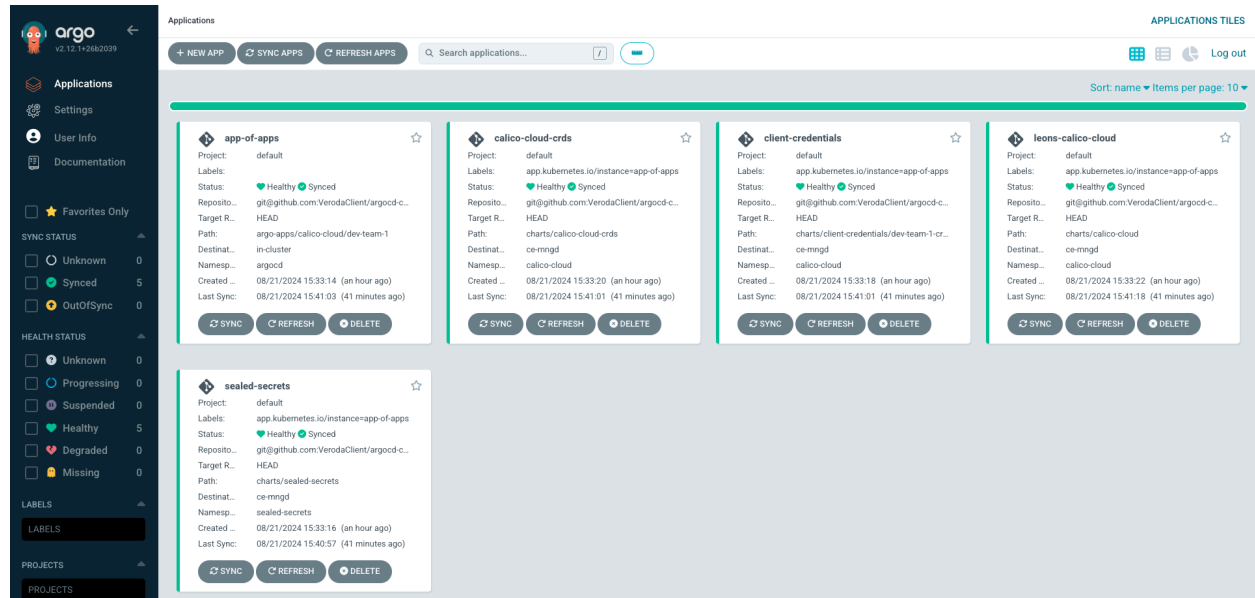 argo
v2.12.1+26b2039
Applications
Settings
User Info
Documentation
Favorites Only
SYNC STATUS
Unknown 0
Synced 5
OutOfSync 0
HEALTH STATUS
Unknown 0
Progressing 0
Suspended 0
Healthy 5
Degraded 0
Missing 0
LABELS
LABELS
PROJECTS
PROJECTS
Applications
APPLICATIONS TILES
+ NEW APP
SYNC APPS
REFRESH APPS
Search applications...
/
Log out
Sort: name Items per page: 10
app-of-apps
Project: default
Labels:
Status: Healthy Synced
Reposito... git@github.com:VerodaClient/argocd-c...
Target R... HEAD
Path: argo-apps/calico-cloud/dev-team-1
Destinat... in-cluster
Namesp... argocd
Created ... 08/21/2024 15:33:14 (an hour ago)
Last Sync: 08/21/2024 15:41:03 (41 minutes ago)
SYNC REFRESH DELETE
calico-cloud-crds
Project: default
Labels: app.kubernetes.io/instance=app-of-apps
Status: Healthy Synced
Reposito... git@github.com:VerodaClient/argocd-c...
Target R... HEAD
Path: charts/calico-cloud-crds
Destinat... ce-mngd
Namesp... calico-cloud
Created ... 08/21/2024 15:33:20 (an hour ago)
Last Sync: 08/21/2024 15:41:01 (41 minutes ago)
SYNC REFRESH DELETE
client-credentials
Project: default
Labels: app.kubernetes.io/instance=app-of-apps
Status: Healthy Synced
Reposito... git@github.com:VerodaClient/argocd-c...
Target R... HEAD
Path: charts/client-credentials/dev-team-1-cr...
Destinat... ce-mngd
Namesp... calico-cloud
Created ... 08/21/2024 15:33:18 (an hour ago)
Last Sync: 08/21/2024 15:41:01 (41 minutes ago)
SYNC REFRESH DELETE
leons-calico-cloud
Project: default
Labels: app.kubernetes.io/instance=app-of-apps
Status: Healthy Synced
Reposito... git@github.com:VerodaClient/argocd-c...
Target R... HEAD
Path: charts/calico-cloud
Destinat... ce-mngd
Namesp... calico-cloud
Created ... 08/21/2024 15:33:22 (an hour ago)
Last Sync: 08/21/2024 15:41:18 (41 minutes ago)
SYNC REFRESH DELETE
sealed-secrets
Project: default
Labels: app.kubernetes.io/instance=app-of-apps
Status: Healthy Synced
Reposito... git@github.com:VerodaClient/argocd-c...
Target R... HEAD
Path: charts/sealed-secrets
Destinat... ce-mngd
Namesp... sealed-secrets
Created ... 08/21/2024 15:33:16 (an hour ago)
Last Sync: 08/21/2024 15:40:57 (41 minutes ago)
SYNC REFRESH DELETE